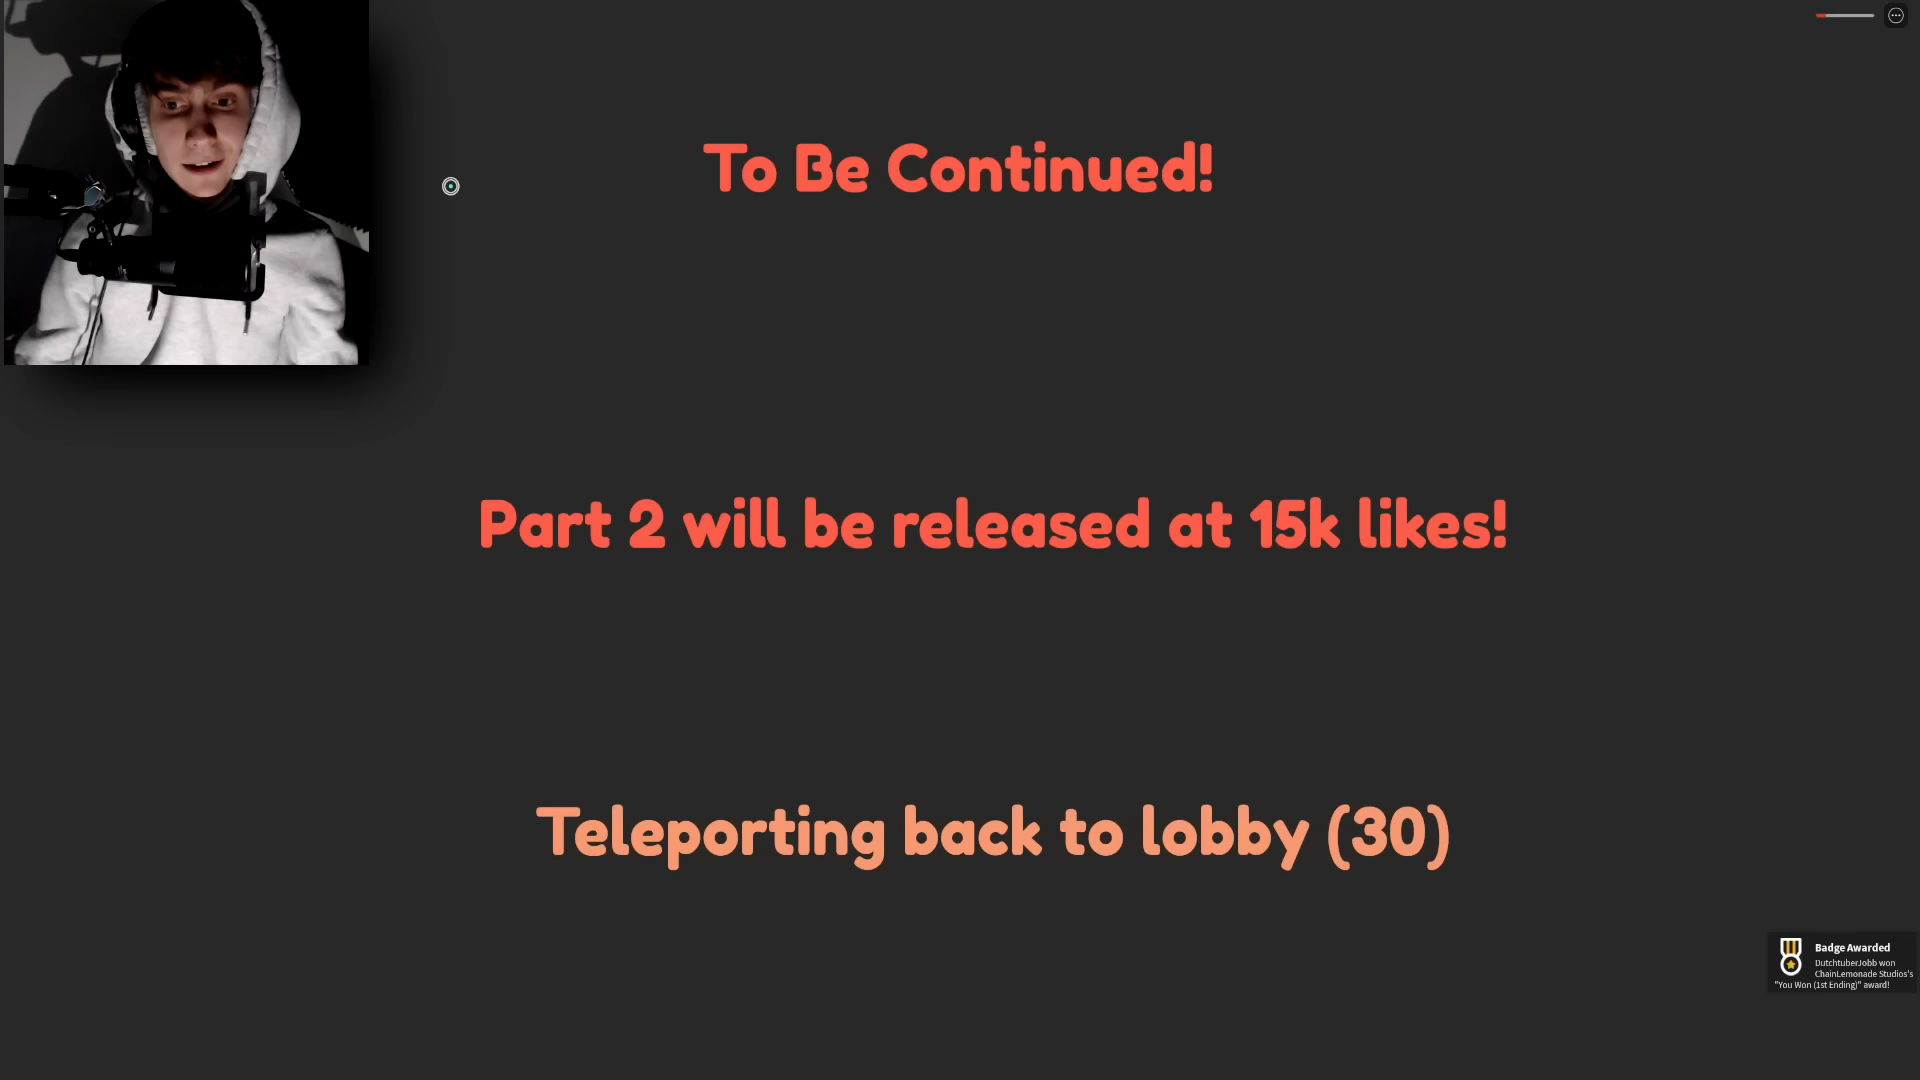 To Be Continued!
Part 2 will be released at 15k likes!
Teleporting back to lobby (30)
Badge Awarded
DutchtuberJobb won
ChainLemonade Studios's
"You Won (1st Ending)" award!